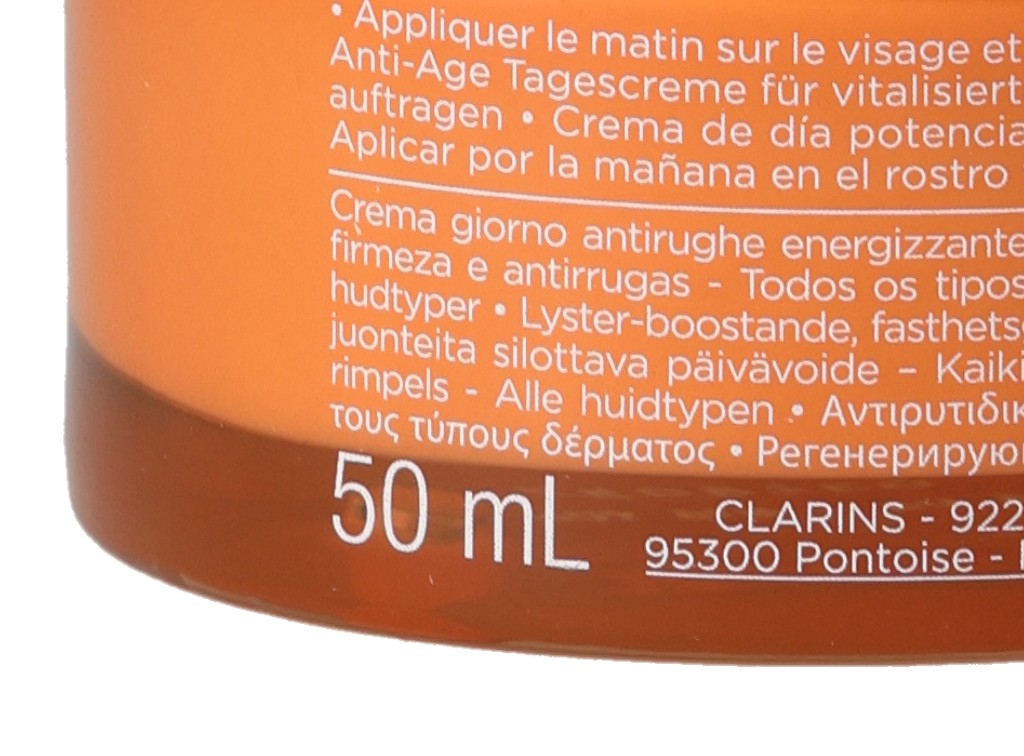 • Appliquer le matin sur le visage et
Anti-Age Tagescreme für vitalisiert
auftragen • Crema de día potencia
Aplicar por la mañana en el rostro
Crema giorno antirughe energizzante
firmeza e antirrugas - Todos os tipos
hudtyper • Lyster-boostande, fasthets
juonteita silottava päivävoide – Kaiki
rimpels - Alle huidtypen • Αντιρυτιδικ
τους τύπους δέρματος • Регенерирую
50 mL
CLARINS - 922
95300 Pontoise -